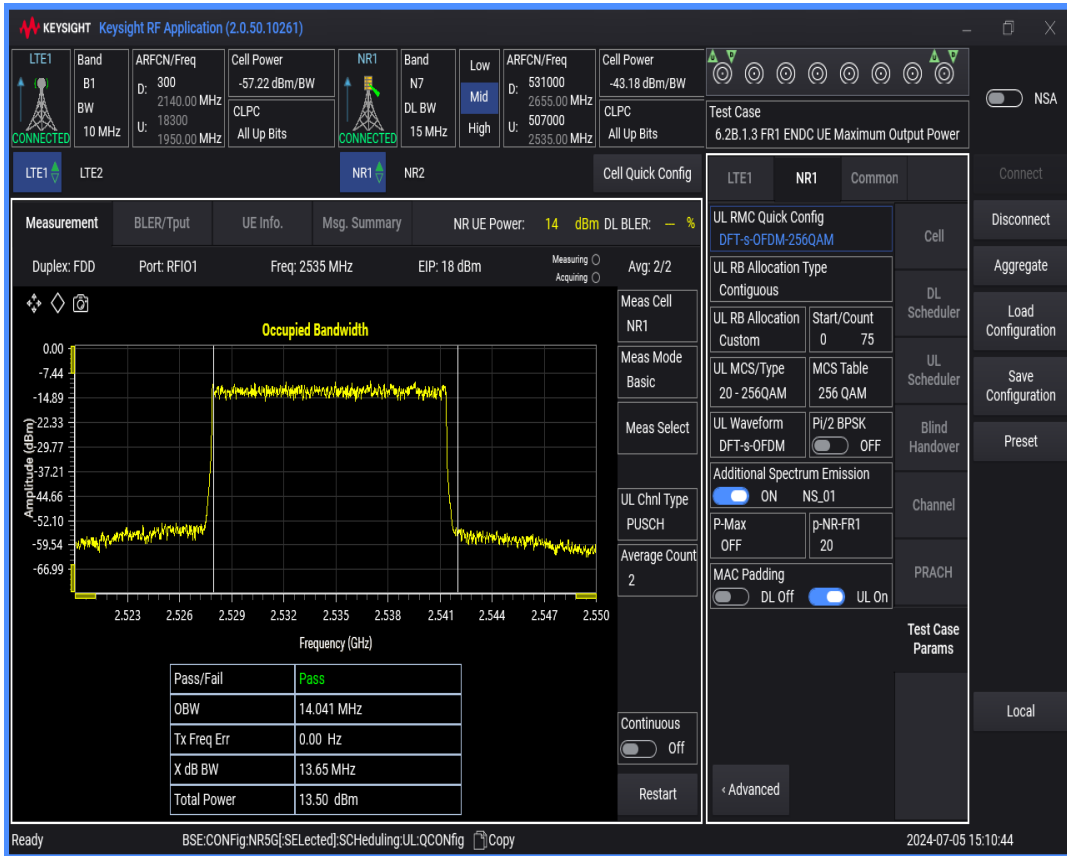 KEYSIGHT Keysight RF Application (2.0.50.10261)
LTE1 Band ARFCN/Freq Cell Power NR1 Band Low ARFCN/Freq Cell Power
B1 D: 300 -57.22 dBm/BW N7 D: 531000 -43.18 dBm/BW
2140.00 MHz Mid 2655.00 MHz
BW CLPC DL BW CLPC
CONNECTED 10 MHz U: 18300 All Up Bits CONNECTED 15 MHz High U: 507000 All Up Bits
1950.00 MHz 2535.00 MHz
D U D U
Test Case
6.2B.1.3 FR1 ENDC UE Maximum Output Power
NSA
LTE1 LTE2 NR1 NR2 Cell Quick Config
LTE1 NR1 Common
Connect
Disconnect
Aggregate
Load Configuration
Save Configuration
Preset
Local
Measurement BLER/Tput UE Info. Msg. Summary NR UE Power: 14 dBm DL BLER: — %
Duplex: FDD Port: RFIO1 Freq: 2535 MHz EIP: 18 dBm Measuring Acquiring Avg: 2/2
Occupied Bandwidth
Amplitude (dBm)
0.00
-7.44
-14.89
-22.33
-29.77
-37.21
-44.66
-52.10
-59.54
-66.99
2.523 2.526 2.529 2.532 2.535 2.538 2.541 2.544 2.547 2.550
Frequency (GHz)
Pass/Fail Pass
OBW 14.041 MHz
Tx Freq Err 0.00 Hz
X dB BW 13.65 MHz
Total Power 13.50 dBm
Meas Cell
NR1
Meas Mode
Basic
Meas Select
UL Chnl Type
PUSCH
Average Count
2
Continuous
Off
Restart
UL RMC Quick Config
DFT-s-OFDM-256QAM
UL RB Allocation Type
Contiguous
UL RB Allocation Start/Count
Custom 0 75
UL MCS/Type MCS Table
20 - 256QAM 256 QAM
UL Waveform Pi/2 BPSK
DFT-s-OFDM OFF
Additional Spectrum Emission
ON NS_01
P-Max p-NR-FR1
OFF 20
MAC Padding
DL Off UL On
‹ Advanced
Cell
DL Scheduler
UL Scheduler
Blind Handover
Channel
PRACH
Test Case Params
Ready BSE:CONFig:NR5G[:SELected]:SCHeduling:UL:QCONfig Copy 2024-07-05 15:10:44